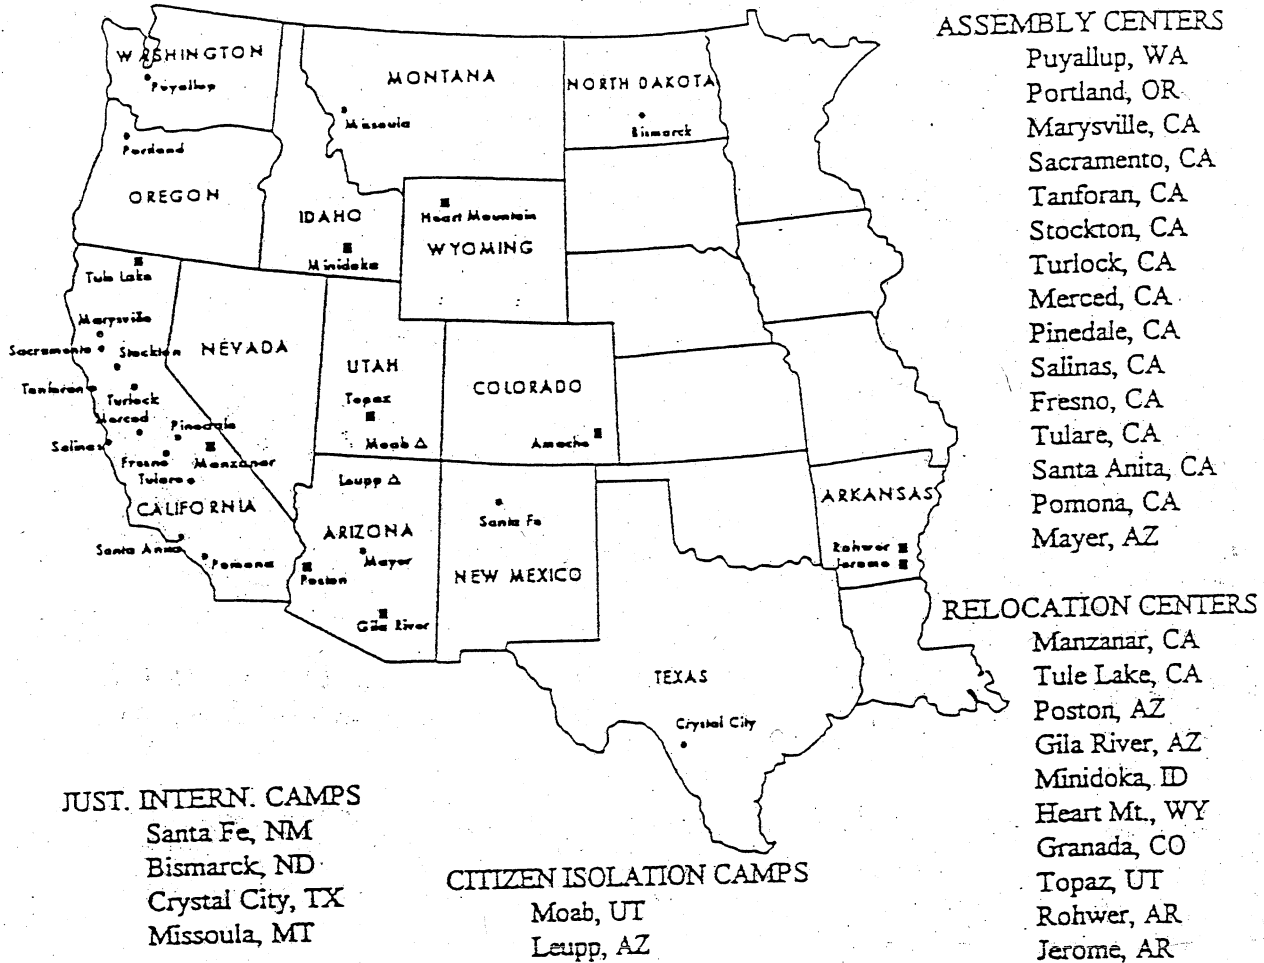 ASSEMBLY CENTERS
Puyallup, WA
Portland, OR
Marysville, CA
Sacramento, CA
Tanforan, CA
Stockton, CA
Turlock, CA
Merced, CA
Pinedale, CA
Salinas, CA
Fresno, CA
Tulare, CA
Santa Anita, CA
Pomona, CA
Mayer, AZ
RELOCATION CENTERS
Manzanar, CA
Tule Lake, CA
Poston, AZ
Gila River, AZ
Minidoka, ID
Heart Mt., WY
Granada, CO
Topaz, UT
Rohwer, AR
Jerome, AR
JUST. INTERN. CAMPS
Santa Fe, NM
Bismarck, ND
Crystal City, TX
Missoula, MT
CITIZEN ISOLATION CAMPS
Moab, UT
Leupp, AZ
WASHINGTON
Puyallup
MONTANA
Missoula
NORTH DAKOTA
Bismarck
Portland
OREGON
IDAHO
Minidoka
Heart Mountain
WYOMING
Tule Lake
Marysville
Sacramento
Stockton
NEVADA
Tanforan
Turlock
Merced
Pinedale
Salinas
Fresno
Manzanar
Tulare
CALIFORNIA
Santa Anita
Pomona
UTAH
Topaz
Moab
COLORADO
Amache
Leupp
ARIZONA
Mayer
Poston
Gila River
Santa Fe
NEW MEXICO
ARKANSAS
Rohwer
Jerome
TEXAS
Crystal City